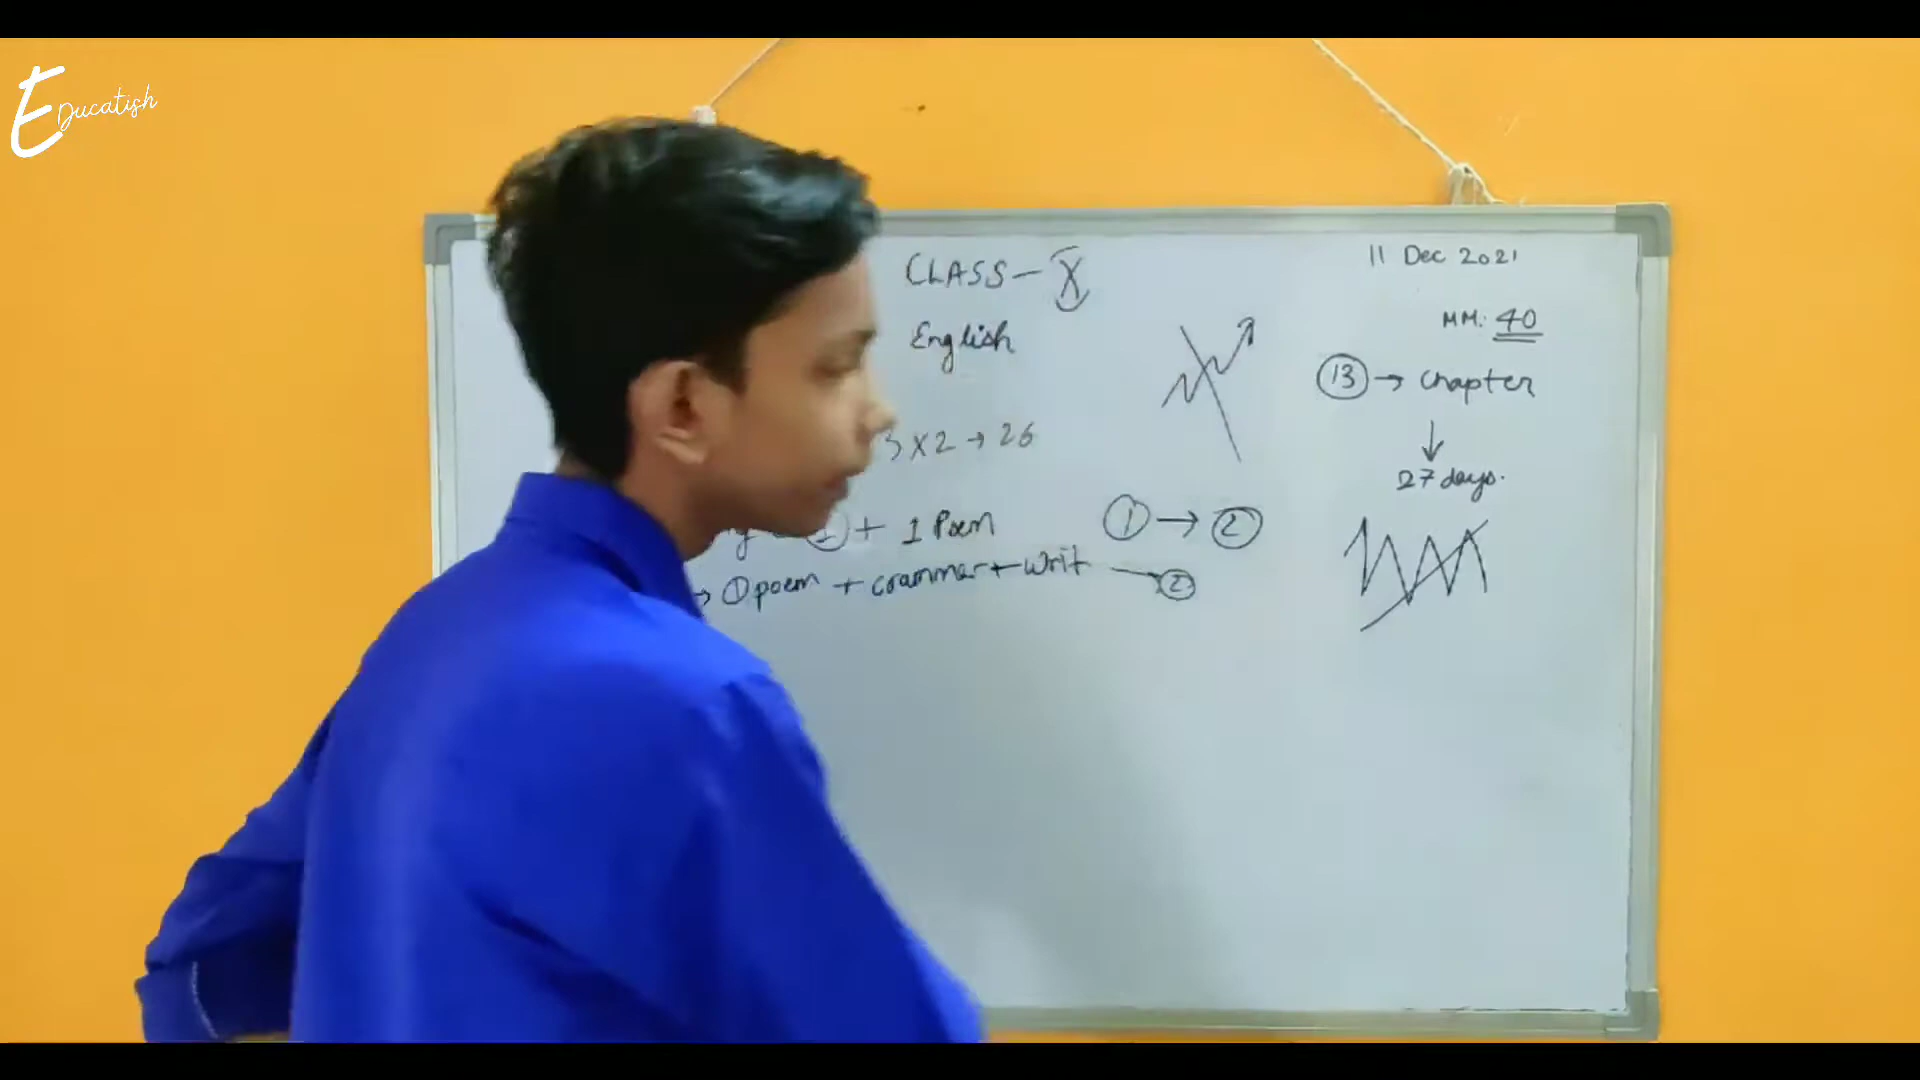 Educatish
CLASS - X
11 Dec 2021
English
MM: 40
13 → Chapter
3 x 2 → 26
27 days.
+ 1 Poem
1 → 2
→ 1 poem + Grammar + Writ → 2